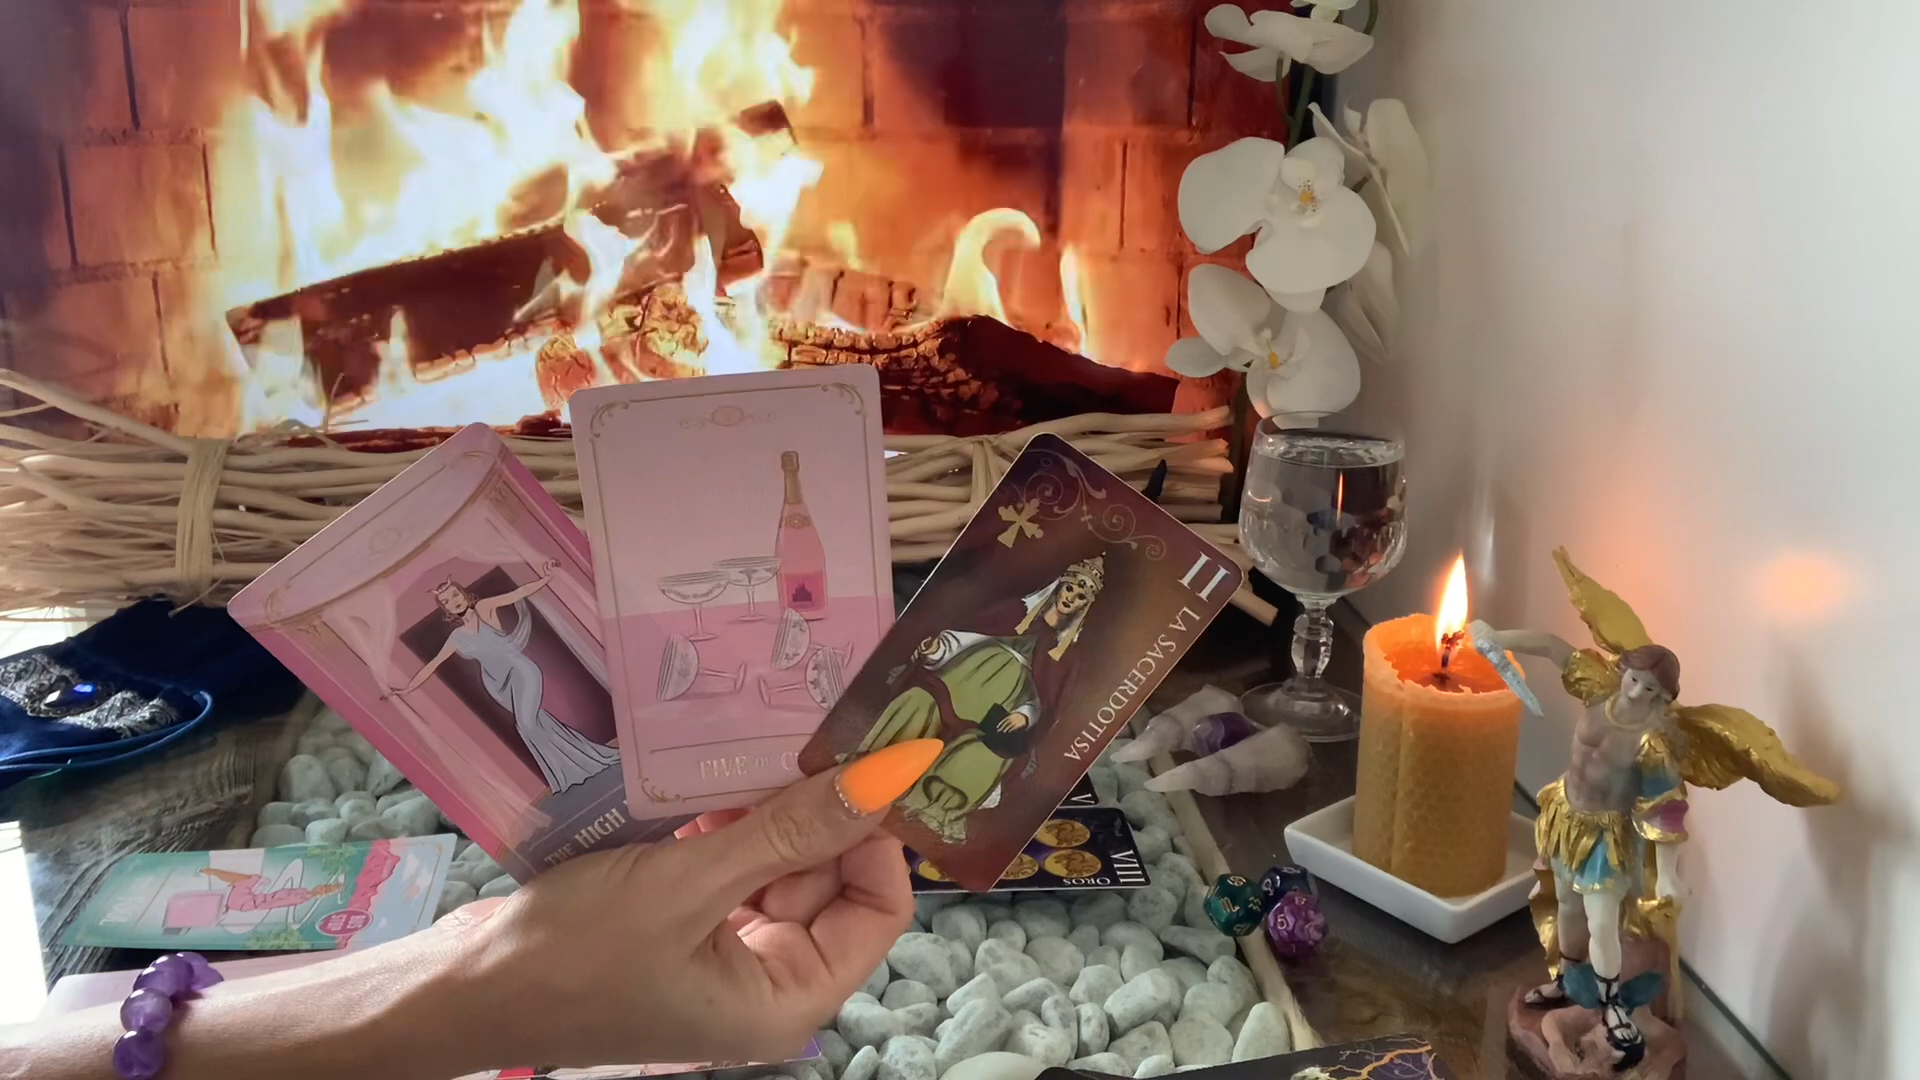 THE HIGH
FIVE OF C
II LA SACERDOTISA
VIII
OROS